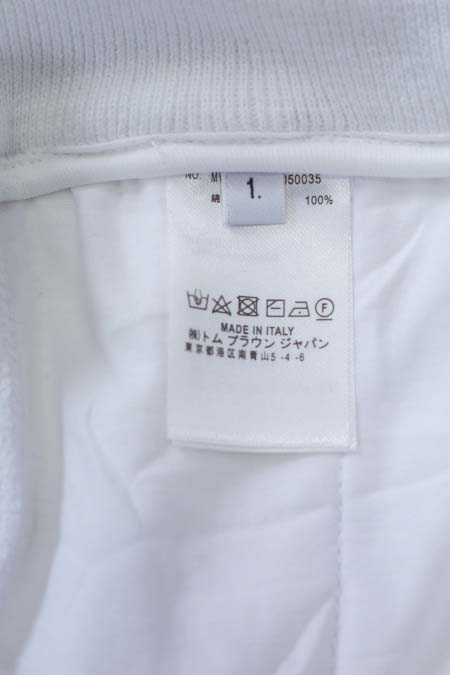 NO. M 050035
1.
綿 100%
MADE IN ITALY
㈱トム ブラウン ジャパン
東京都港区南青山5-4-6
F